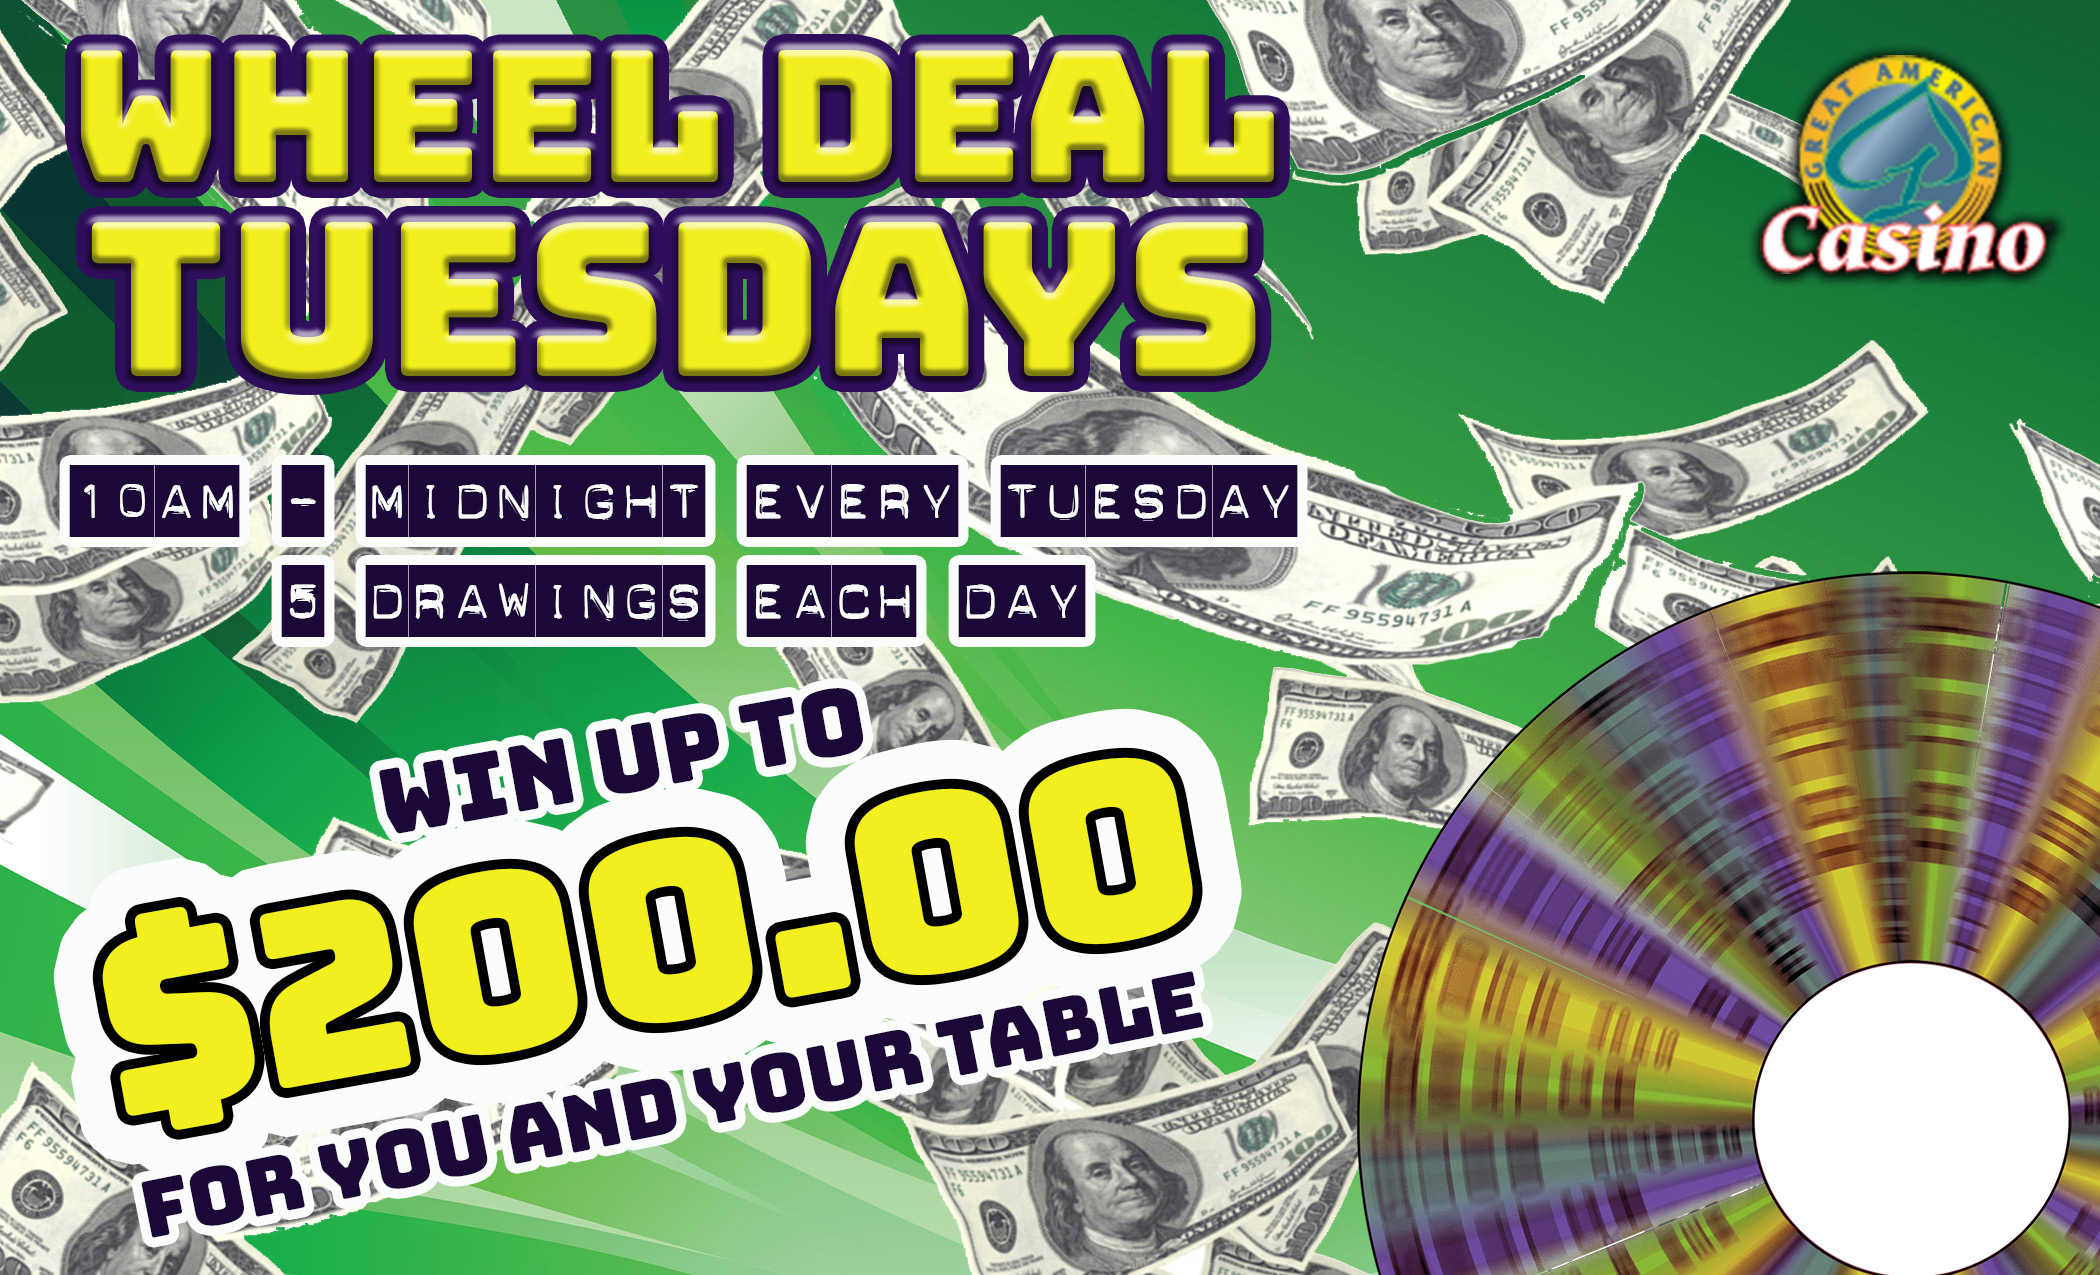 WHEEL DEAL
TUESDAYS
GREAT AMERICAN
Casino
10AM - MIDNIGHT EVERY TUESDAY
5 DRAWINGS EACH DAY
WIN UP TO
$200.00
FOR YOU AND YOUR TABLE